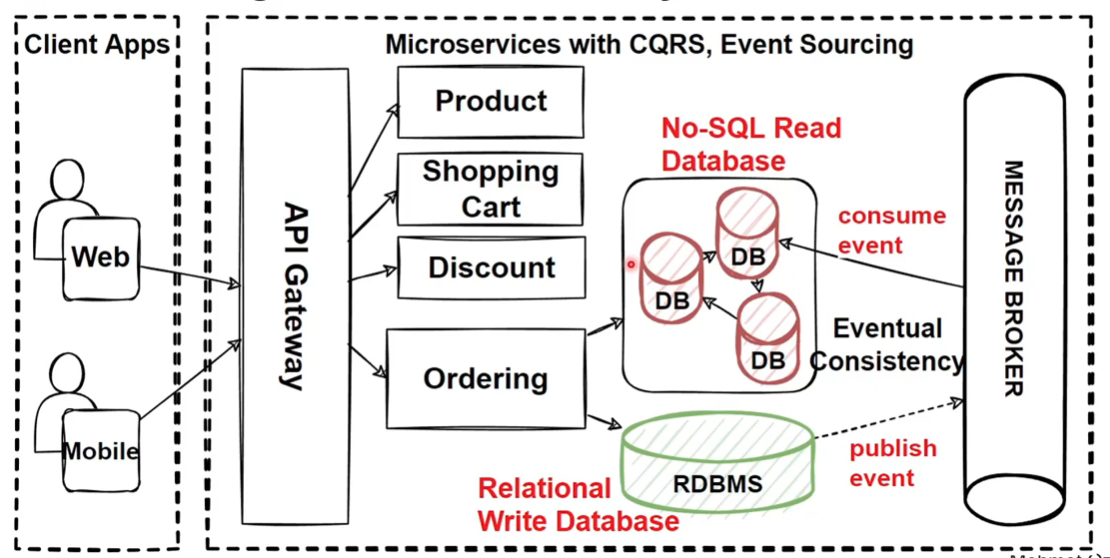 Client Apps
Microservices with CQRS, Event Sourcing
Web
Mobile
API Gateway
Product
Shopping
Cart
Discount
Ordering
No-SQL Read
Database
DB
DB
DB
consume
event
Eventual
Consistency
MESSAGE BROKER
publish
event
Relational
Write Database
RDBMS